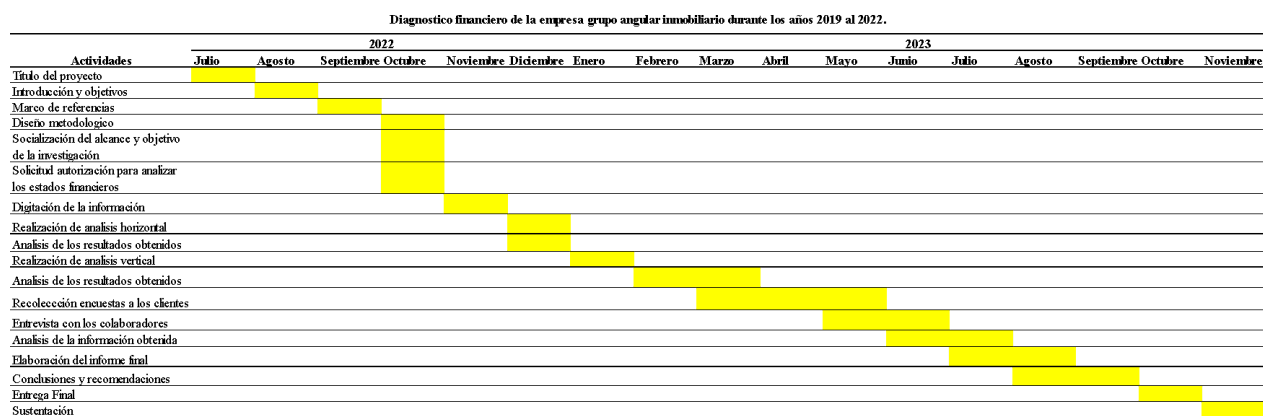 Diagnostico financiero de la empresa grupo angular inmobiliario durante los años 2019 al 2022.
2022 2023
Actividades Julio Agosto Septiembre Octubre Noviembre Diciembre Enero Febrero Marzo Abril Mayo Junio Julio Agosto Septiembre Octubre Noviembre
Titulo del proyecto
Introducción y objetivos
Marco de referencias
Diseño metodologico
Socialización del alcance y objetivo
de la investigación
Solicitud autorización para analizar
los estados financieros
Digitación de la información
Realización de analisis horizontal
Analisis de los resultados obtenidos
Realización de analisis vertical
Analisis de los resultados obtenidos
Recoleccción encuestas a los clientes
Entrevista con los colaboradores
Analisis de la información obtenida
Elaboración del informe final
Conclusiones y recomendaciones
Entrega Final
Sustentación